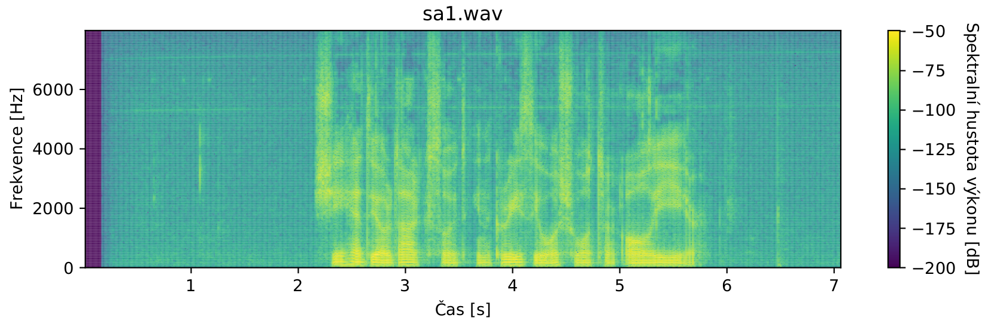 sa1.wav
Frekvence [Hz]
6000
4000
2000
0
1 2 3 4 5 6 7
Čas [s]
−50
−75
−100
−125
−150
−175
−200
Spektralní hustota výkonu [dB]